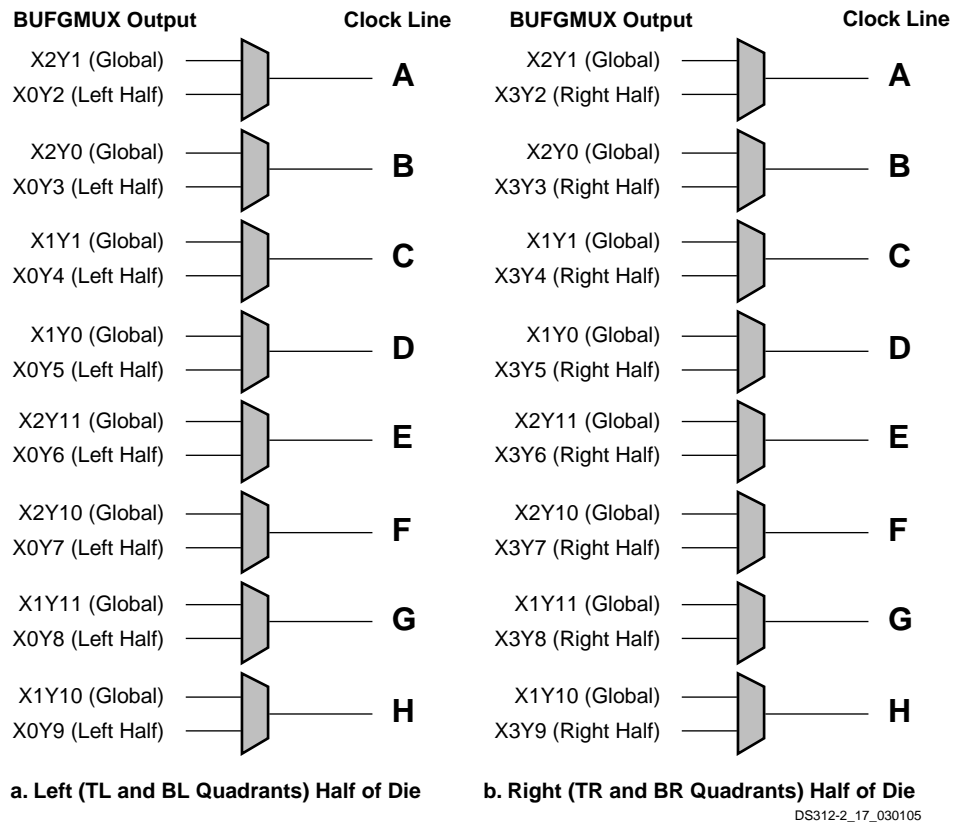 BUFGMUX Output Clock Line
X2Y1 (Global)
X0Y2 (Left Half)
A
X2Y0 (Global)
X0Y3 (Left Half)
B
X1Y1 (Global)
X0Y4 (Left Half)
C
X1Y0 (Global)
X0Y5 (Left Half)
D
X2Y11 (Global)
X0Y6 (Left Half)
E
X2Y10 (Global)
X0Y7 (Left Half)
F
X1Y11 (Global)
X0Y8 (Left Half)
G
X1Y10 (Global)
X0Y9 (Left Half)
H
a. Left (TL and BL Quadrants) Half of Die
BUFGMUX Output Clock Line
X2Y1 (Global)
X3Y2 (Right Half)
A
X2Y0 (Global)
X3Y3 (Right Half)
B
X1Y1 (Global)
X3Y4 (Right Half)
C
X1Y0 (Global)
X3Y5 (Right Half)
D
X2Y11 (Global)
X3Y6 (Right Half)
E
X2Y10 (Global)
X3Y7 (Right Half)
F
X1Y11 (Global)
X3Y8 (Right Half)
G
X1Y10 (Global)
X3Y9 (Right Half)
H
b. Right (TR and BR Quadrants) Half of Die
DS312-2_17_030105